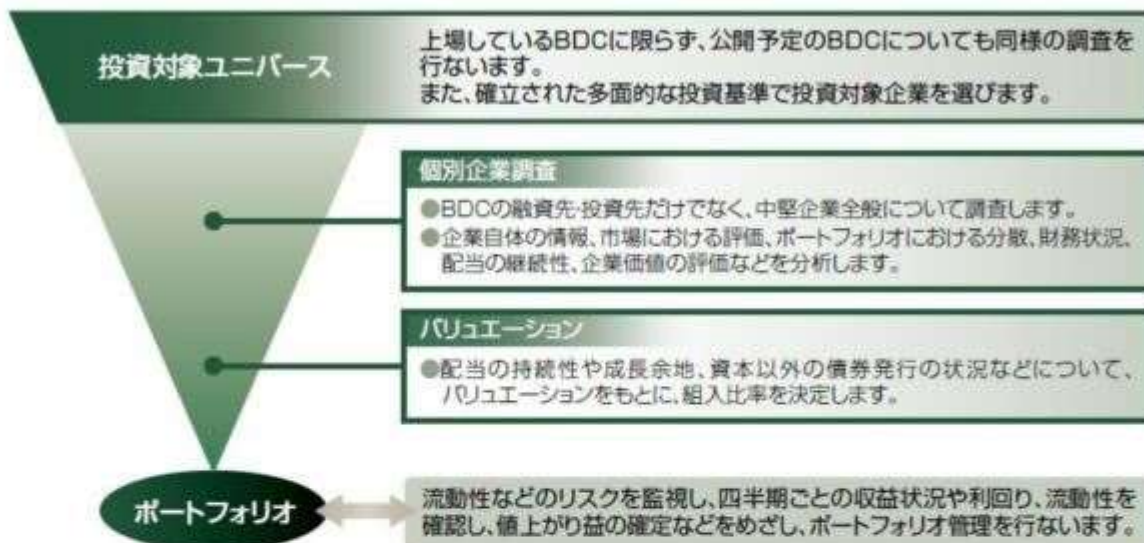 投資対象ユニバース
上場しているBDCに限らず、公開予定のBDCについても同様の調査を
行ないます。
また、確立された多面的な投資基準で投資対象企業を選びます。
個別企業調査
●BDCの融資先・投資先だけでなく、中堅企業全般について調査します。
●企業自体の情報、市場における評価、ポートフォリオにおける分散、財務状況、
配当の継続性、企業価値の評価などを分析します。
バリュエーション
●配当の持続性や成長余地、資本以外の債券発行の状況などについて、
バリュエーションをもとに、組入比率を決定します。
ポートフォリオ
流動性などのリスクを監視し、四半期ごとの収益状況や利回り、流動性を
確認し、値上がり益の確定などをめざし、ポートフォリオ管理を行ないます。